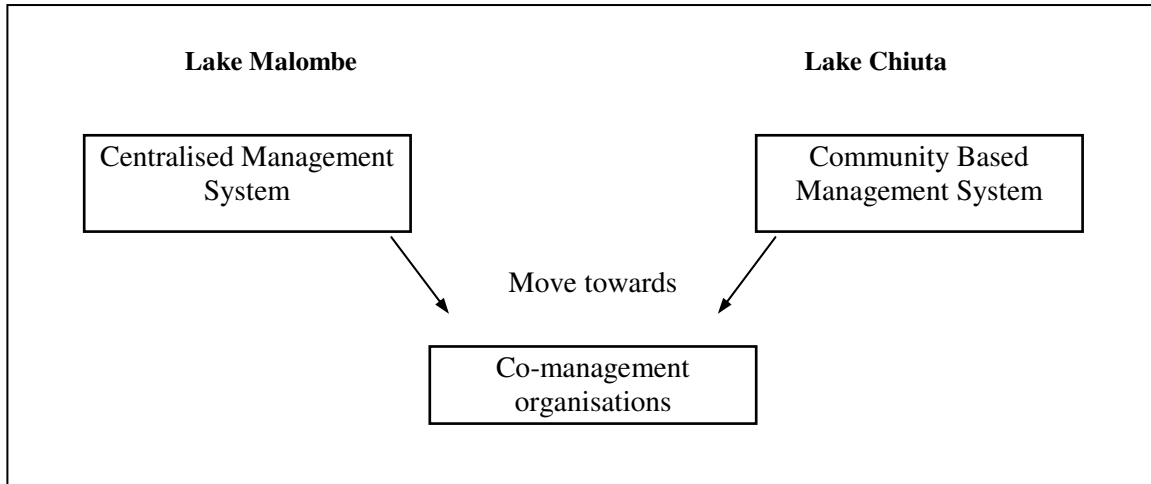 Lake Malombe
Lake Chiuta
Centralised Management
System
Community Based
Management System
Move towards
Co-management
organisations